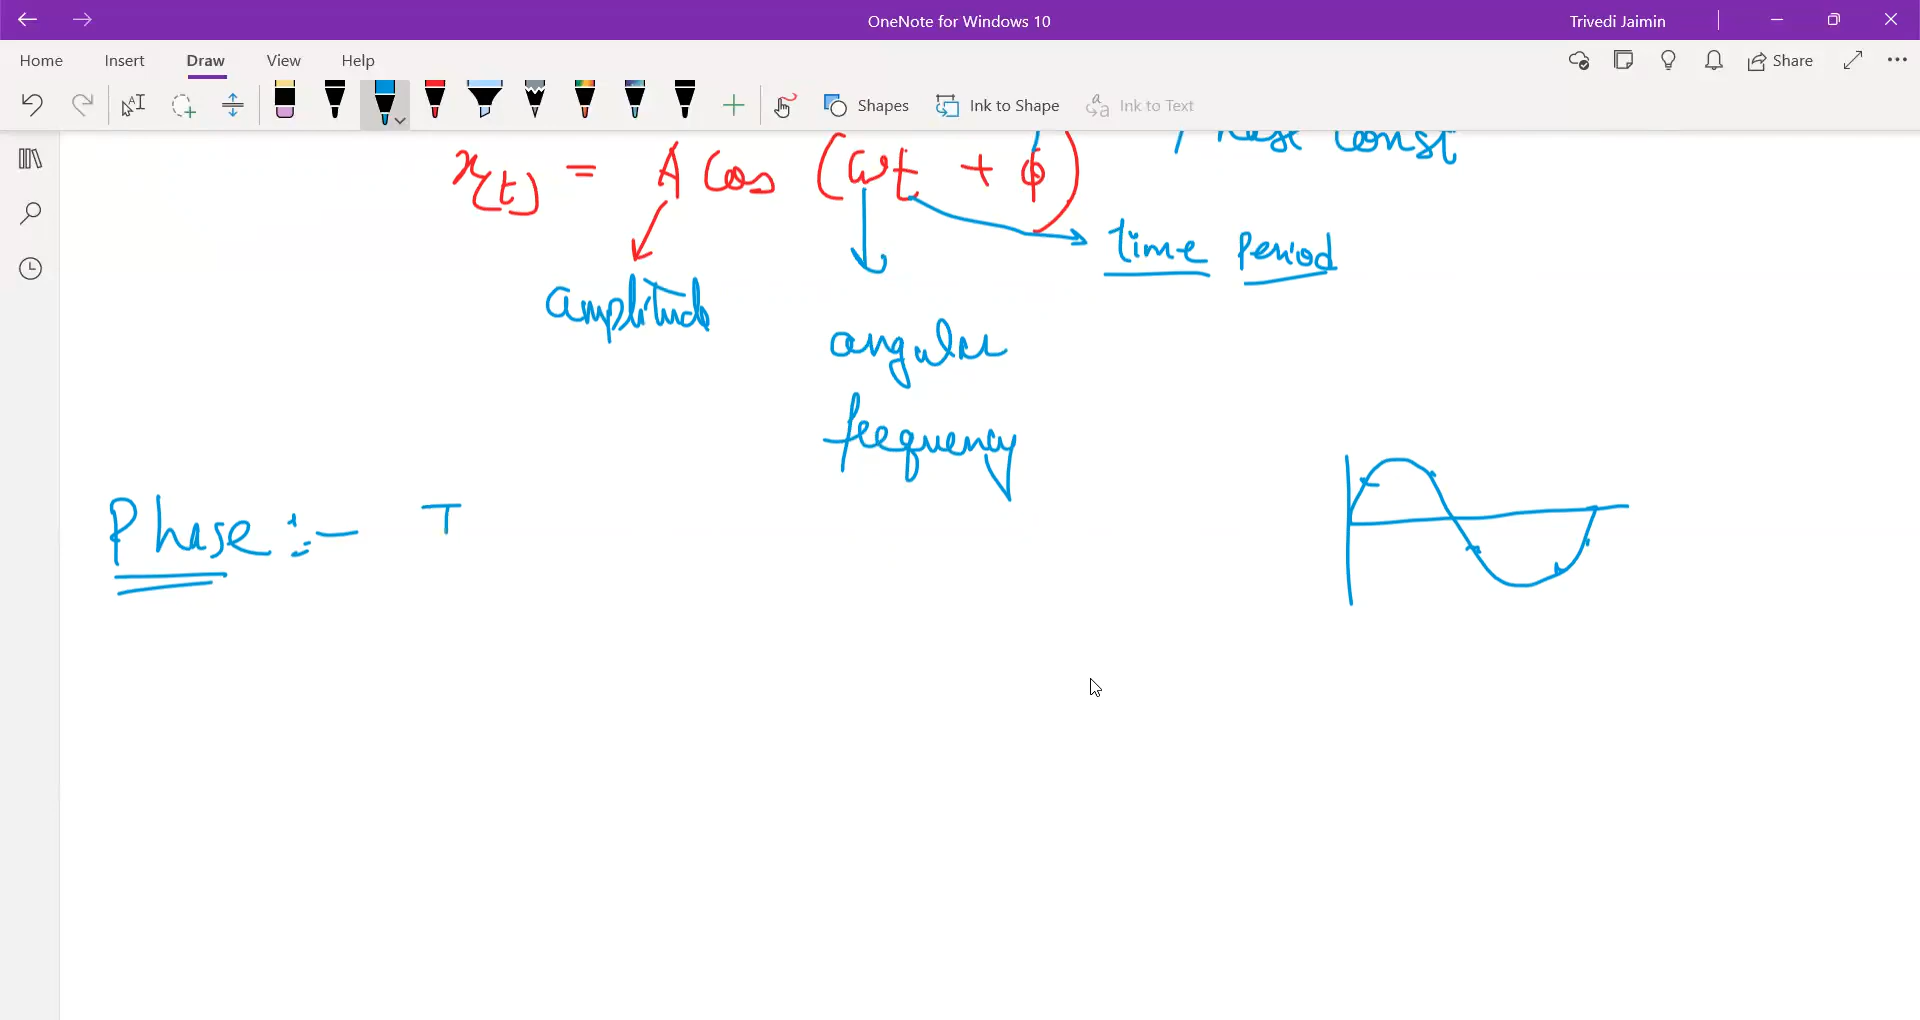 OneNote for Windows 10
Trivedi Jaimin
Home Insert Draw View Help
Share
Shapes
Ink to Shape
Ink to Text
Phase Const
x(t) = A Cos (ωt + ϕ)
time Period
amplitude
angular
frequency
Phase :- T